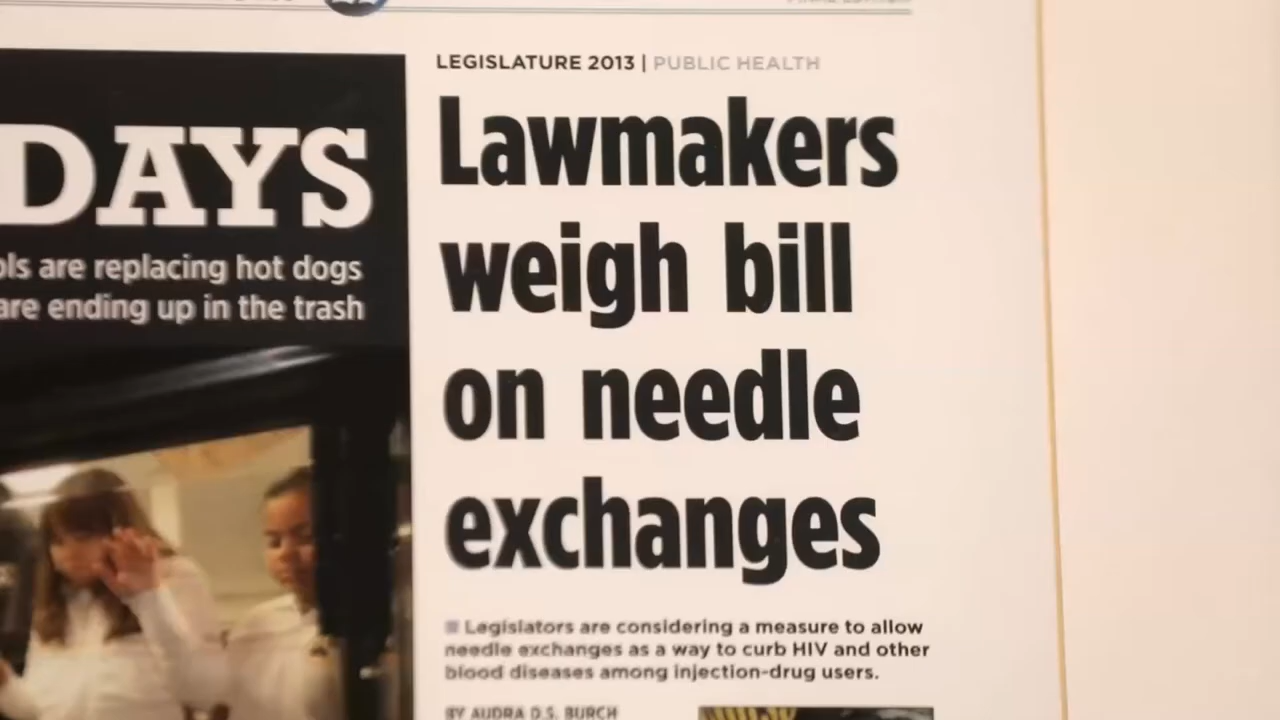 LEGISLATURE 2013 | PUBLIC HEALTH
Lawmakers
weigh bill
on needle
exchanges
Legislators are considering a measure to allow
needle exchanges as a way to curb HIV and other
blood diseases among injection-drug users.
BY AUDRA D.S. BURCH
DAYS
are replacing hot dogs
are ending up in the trash